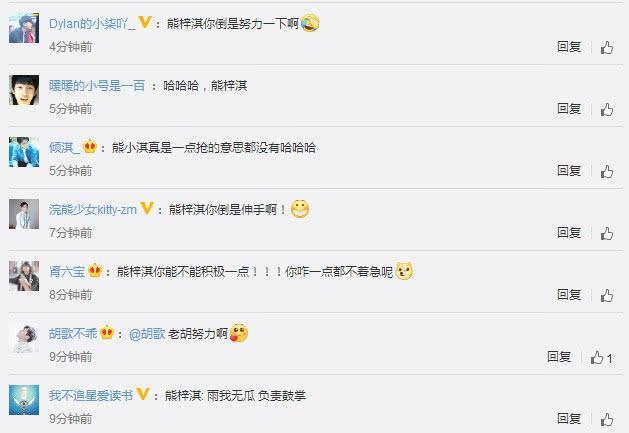 Dylan的小柒吖_：熊梓淇你倒是努力一下啊
4分钟前 回复
暖暖的小号是一百：哈哈哈，熊梓淇
5分钟前 回复
倾淇_：熊小淇真是一点抢的意思都没有哈哈哈
5分钟前 回复
浣熊少女kitty-zm：熊梓淇你倒是伸手啊！
7分钟前 回复
肾六宝：熊梓淇你能不能积极一点！！！你咋一点都不着急呢
8分钟前 回复
胡歌不乖：@胡歌 老胡努力啊
9分钟前 回复 1
我不追星爱读书：熊梓淇: 雨我无瓜 负责鼓掌
9分钟前 回复